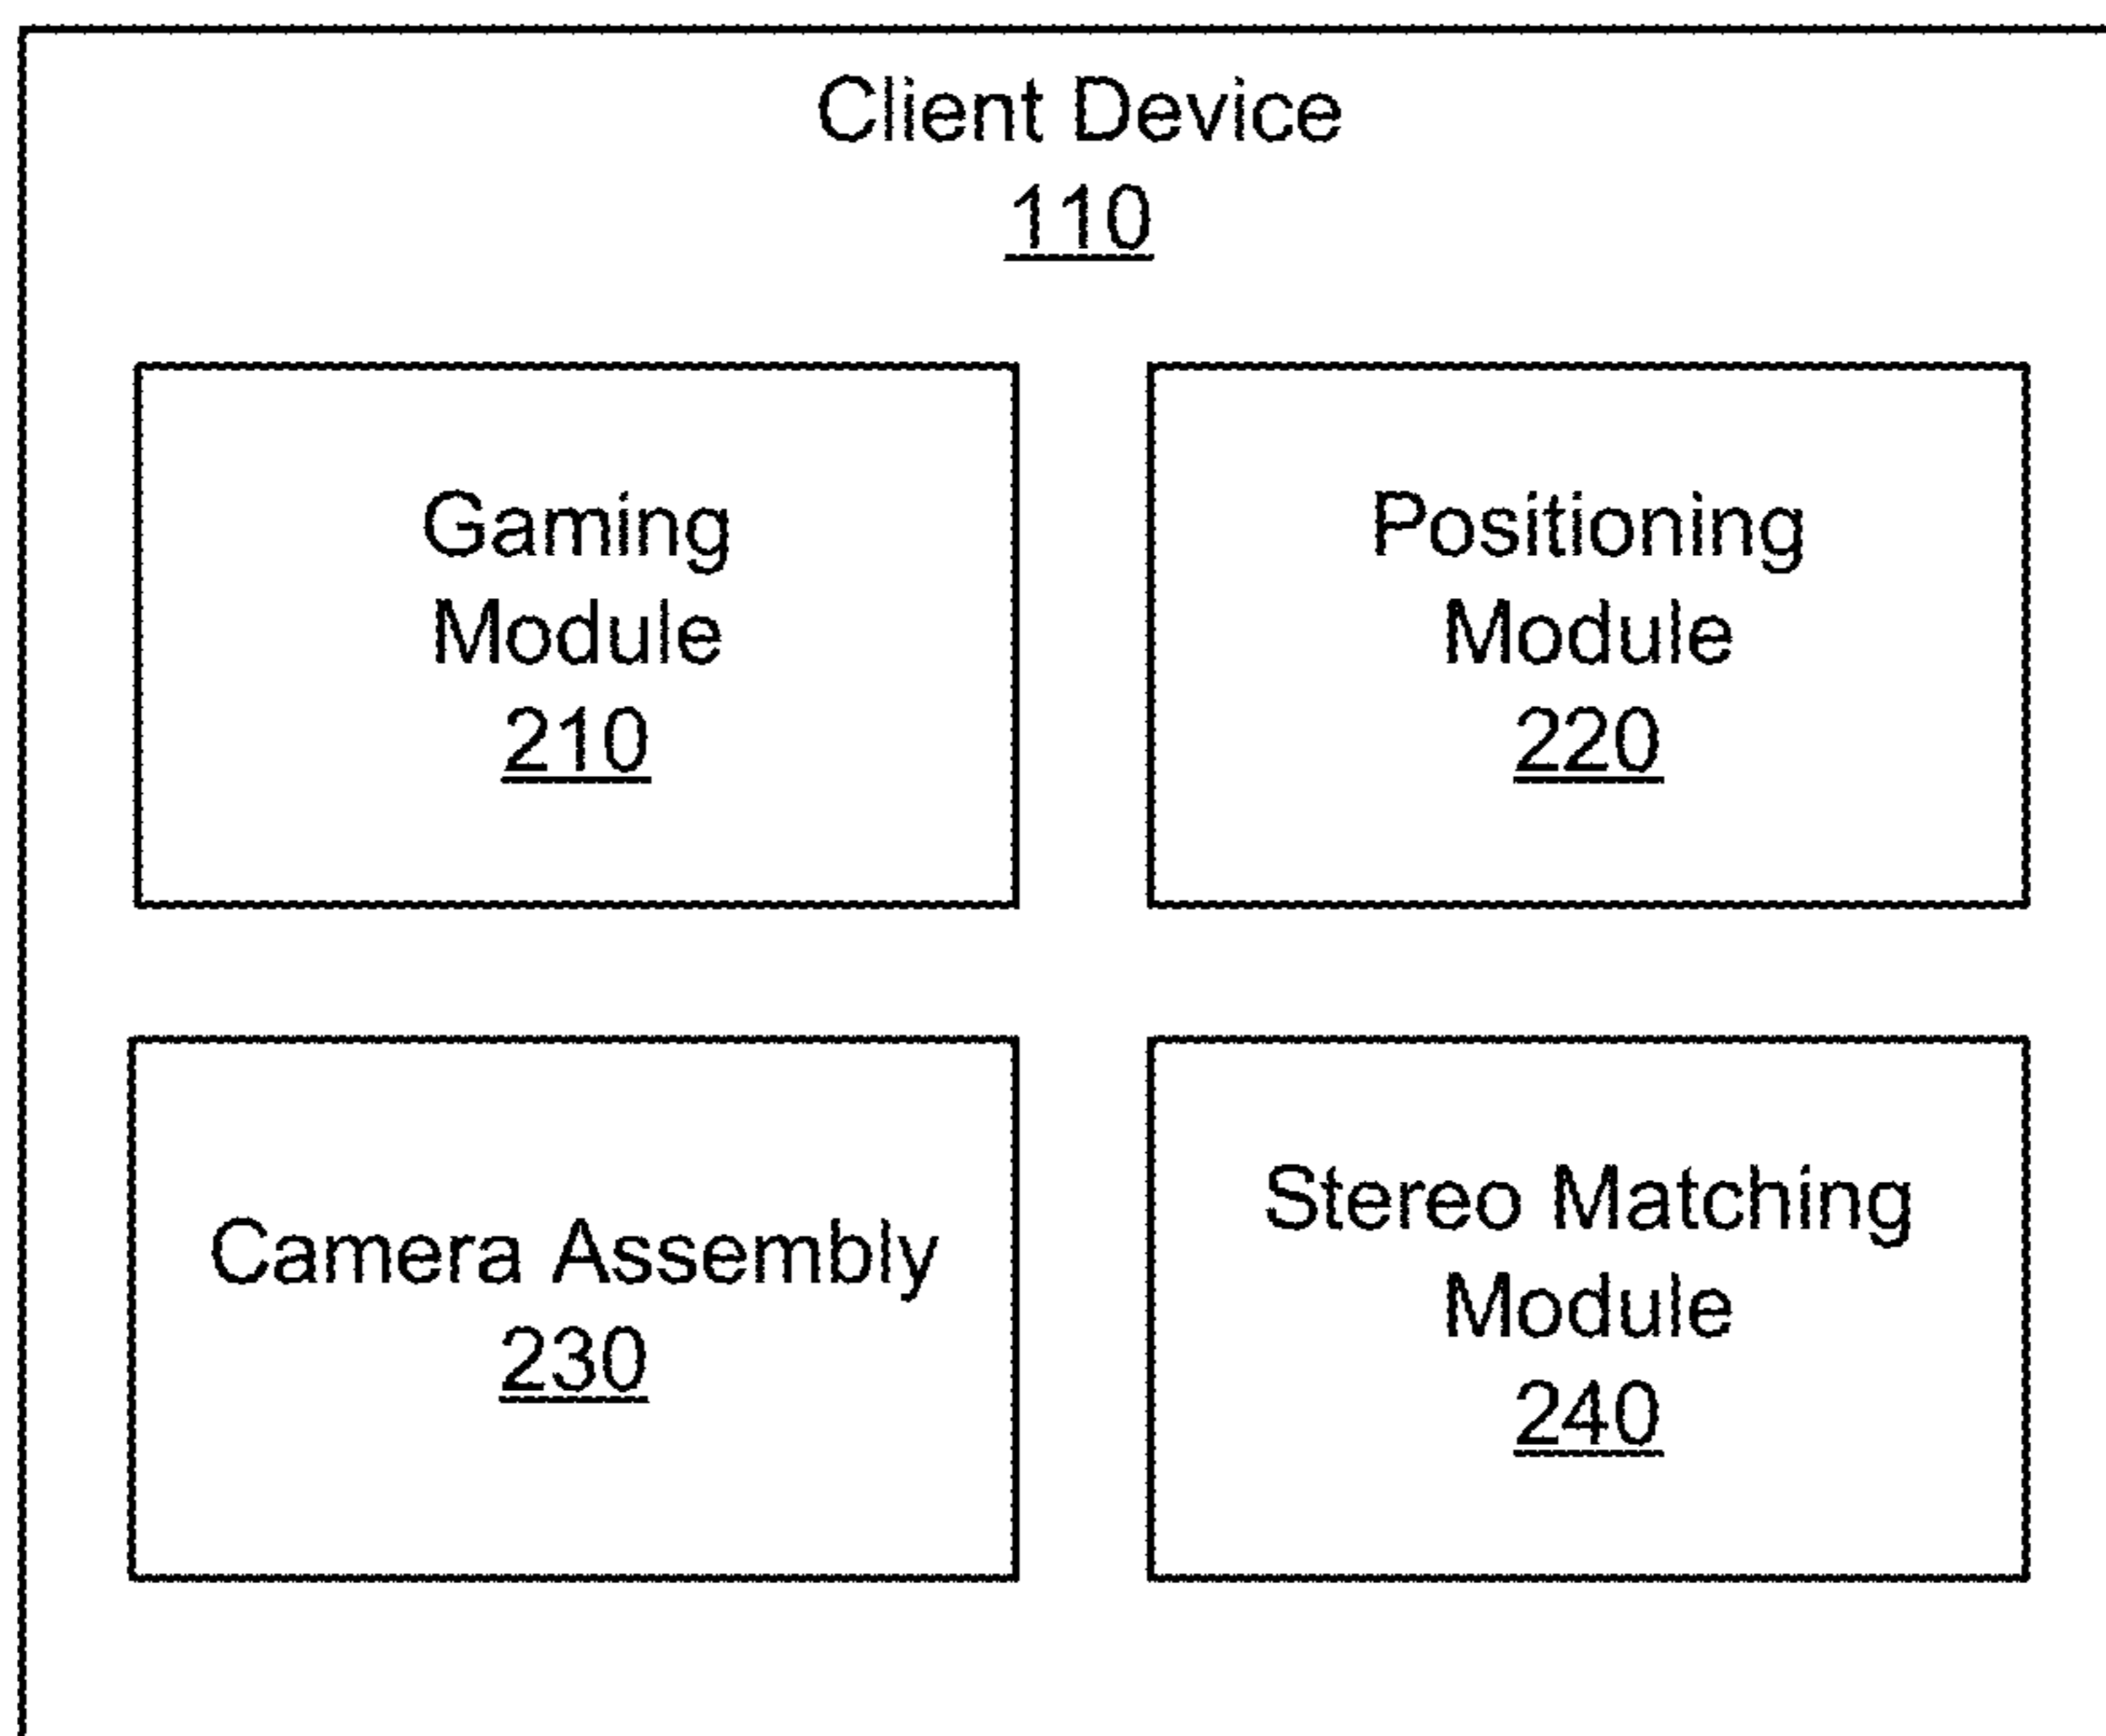 Client Device
110
Gaming
Module
210
Positioning
Module
220
Camera Assembly
230
Stereo Matching
Module
240